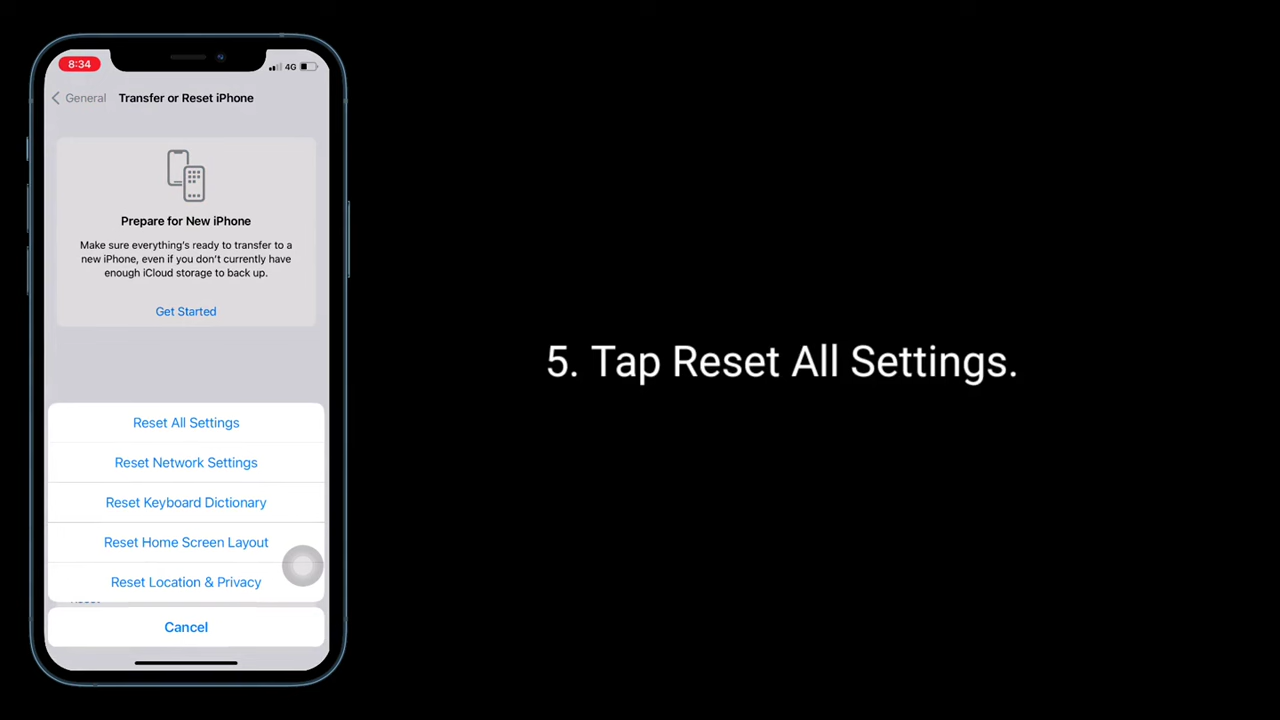 8:34
4G
General
Transfer or Reset iPhone
Prepare for New iPhone
Make sure everything's ready to transfer to a
new iPhone, even if you don't currently have
enough iCloud storage to back up.
Get Started
Reset All Settings
Reset Network Settings
Reset Keyboard Dictionary
Reset Home Screen Layout
Reset Location & Privacy
Cancel
5. Tap Reset All Settings.